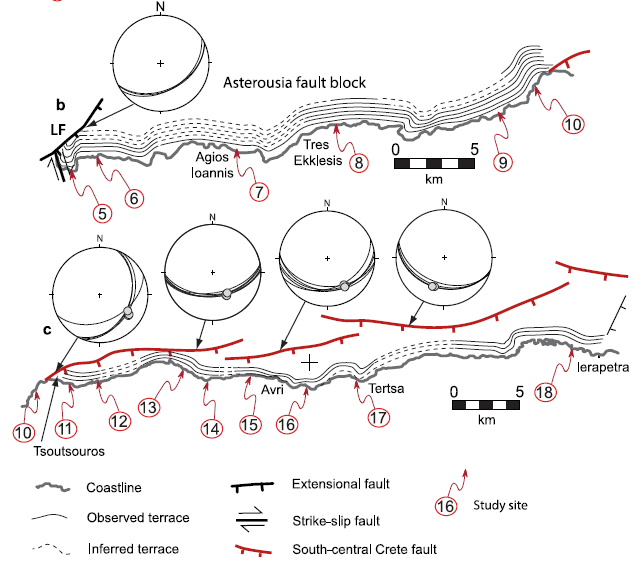 N
Asterousia fault block
b
LF
10
Tres
Ekklesis
Agios
Ioannis
0 5
km
9
8
7
6
5
N
N
N
N
c
Ierapetra
18
Avri
Tertsa
0 5
km
17
16
15
14
13
12
11
10
Tsoutsouros
Coastline
Extensional fault
16
Study site
Observed terrace
Strike-slip fault
Inferred terrace
South-central Crete fault